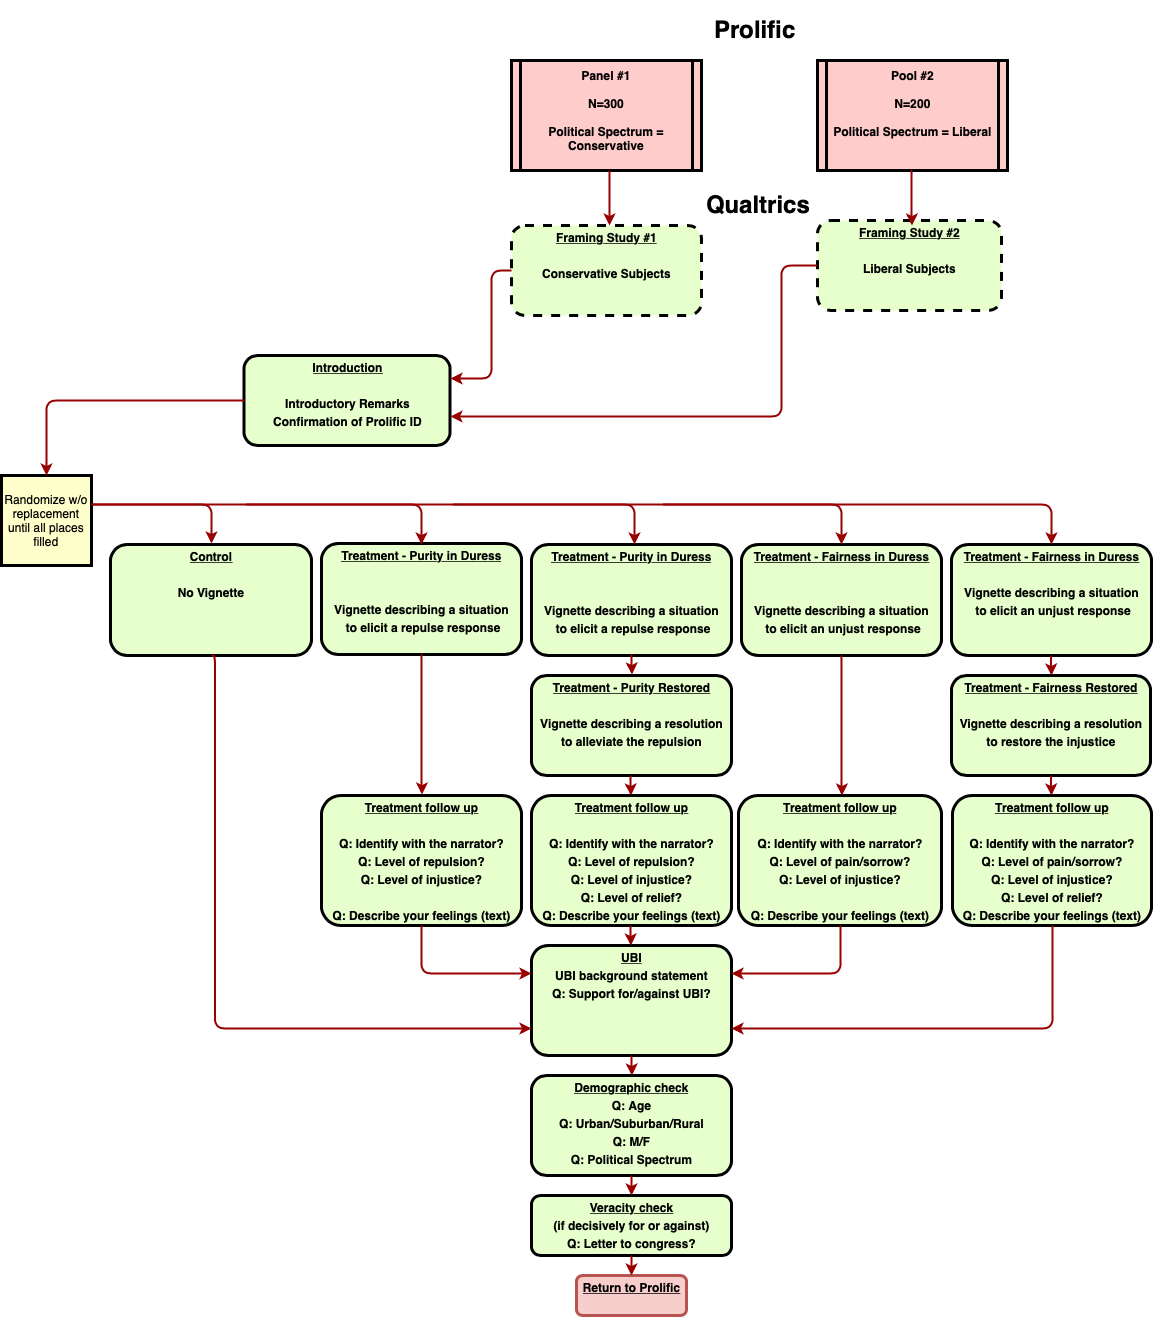 Prolific
Panel #1
N=300
Political Spectrum =
Conservative
Pool #2
N=200
Political Spectrum = Liberal
Qualtrics
Framing Study #1
Conservative Subjects
Framing Study #2
Liberal Subjects
Introduction
Introductory Remarks
Confirmation of Prolific ID
Randomize w/o
replacement
until all places
filled
Control
No Vignette
Treatment - Purity in Duress
Vignette describing a situation
to elicit a repulse response
Treatment - Purity in Duress
Vignette describing a situation
to elicit a repulse response
Treatment - Fairness in Duress
Vignette describing a situation
to elicit an unjust response
Treatment - Fairness in Duress
Vignette describing a situation
to elicit an unjust response
Treatment - Purity Restored
Vignette describing a resolution
to alleviate the repulsion
Treatment - Fairness Restored
Vignette describing a resolution
to restore the injustice
Treatment follow up
Q: Identify with the narrator?
Q: Level of repulsion?
Q: Level of injustice?
Q: Describe your feelings (text)
Treatment follow up
Q: Identify with the narrator?
Q: Level of repulsion?
Q: Level of injustice?
Q: Level of relief?
Q: Describe your feelings (text)
Treatment follow up
Q: Identify with the narrator?
Q: Level of pain/sorrow?
Q: Level of injustice?
Q: Describe your feelings (text)
Treatment follow up
Q: Identify with the narrator?
Q: Level of pain/sorrow?
Q: Level of injustice?
Q: Level of relief?
Q: Describe your feelings (text)
UBI
UBI background statement
Q: Support for/against UBI?
Demographic check
Q: Age
Q: Urban/Suburban/Rural
Q: M/F
Q: Political Spectrum
Veracity check
(if decisively for or against)
Q: Letter to congress?
Return to Prolific